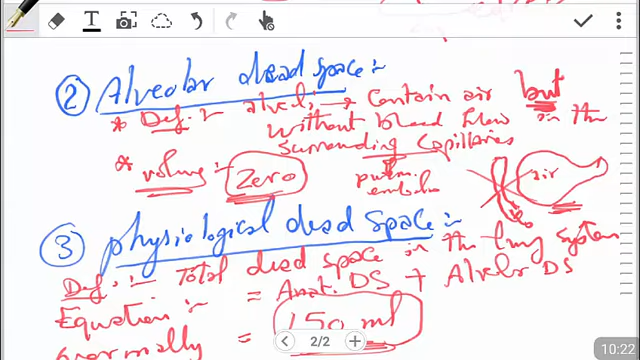 T
② Alveolar dead space:-
* Def:- alveoli → Contain air but
without blood flow in the
surrounding Capillaries
* volume:- Zero
pulm.
air
③ physiological dead space:-
Def:- Total dead space in the lung system
Equation:- = Anat. DS + Alveolar DS
normally = 150 ml
2/2
10:22